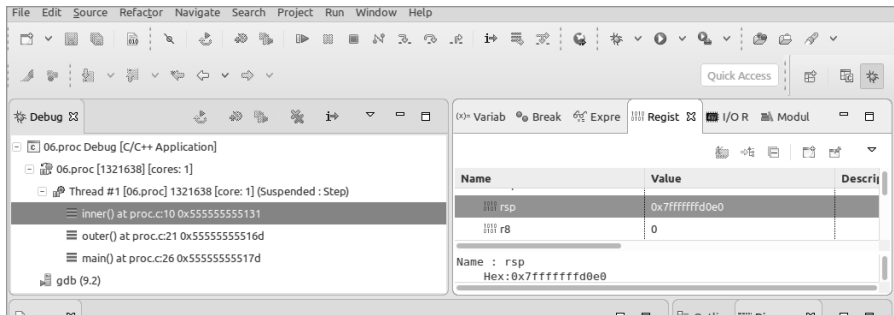 File Edit Source Refactor Navigate Search Project Run Window Help
Quick Access
Debug
06.proc Debug [C/C++ Application]
06.proc [1321638] [cores: 1]
Thread #1 [06.proc] 1321638 [core: 1] (Suspended : Step)
inner() at proc.c:10 0x555555555131
outer() at proc.c:21 0x55555555516d
main() at proc.c:26 0x55555555517d
gdb (9.2)
(x)= Variab Break Expre Regist I/O R Modul
Name Value Descrip
rsp 0x7fffffffd0e0
r8 0
Name : rsp
Hex:0x7fffffffd0e0